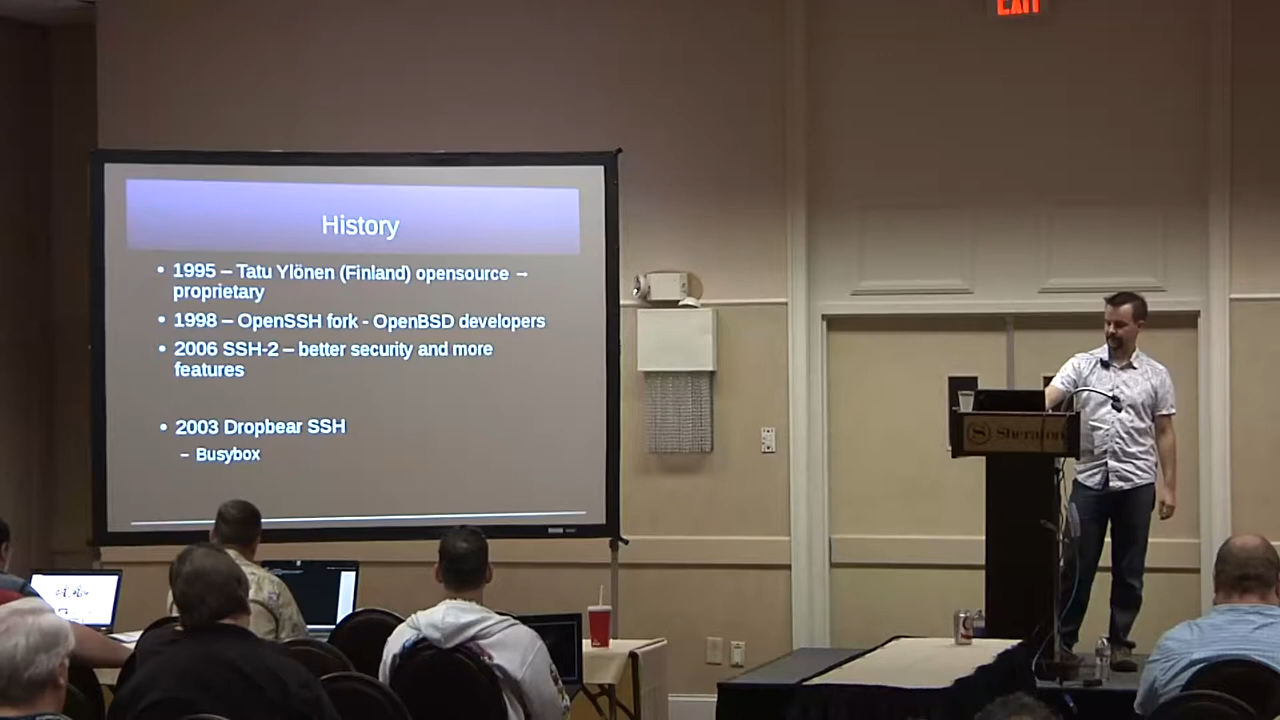 EXIT
History
• 1995 – Tatu Ylönen (Finland) opensource →
proprietary
• 1998 – OpenSSH fork - OpenBSD developers
• 2006 SSH-2 – better security and more
features
• 2003 Dropbear SSH
– Busybox
S Sheraton